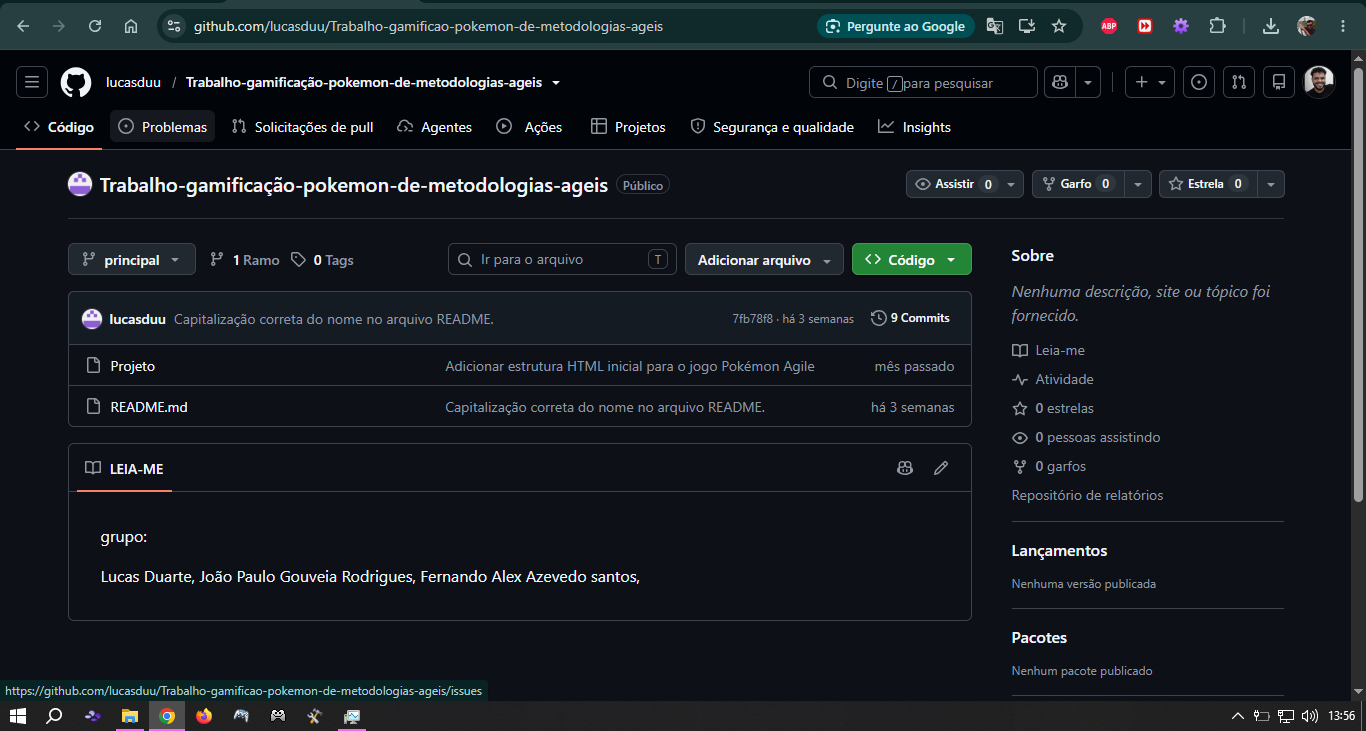 github.com/lucasduu/Trabalho-gamificao-pokemon-de-metodologias-ageis
Pergunte ao Google
ABP
lucasduu / Trabalho-gamificação-pokemon-de-metodologias-ageis
Digite / para pesquisar
Código
Problemas
Solicitações de pull
Agentes
Ações
Projetos
Segurança e qualidade
Insights
Trabalho-gamificação-pokemon-de-metodologias-ageis Público
Assistir 0
Garfo 0
Estrela 0
principal
1 Ramo
0 Tags
Ir para o arquivo T
Adicionar arquivo
Código
lucasduu Capitalização correta do nome no arquivo README. 7fb78f8 · há 3 semanas 9 Commits
Projeto Adicionar estrutura HTML inicial para o jogo Pokémon Agile mês passado
README.md Capitalização correta do nome no arquivo README. há 3 semanas
LEIA-ME
grupo:
Lucas Duarte, João Paulo Gouveia Rodrigues, Fernando Alex Azevedo santos,
Sobre
Nenhuma descrição, site ou tópico foi
fornecido.
Leia-me
Atividade
0 estrelas
0 pessoas assistindo
0 garfos
Repositório de relatórios
Lançamentos
Nenhuma versão publicada
Pacotes
Nenhum pacote publicado
https://github.com/lucasduu/Trabalho-gamificao-pokemon-de-metodologias-ageis/issues
13:56